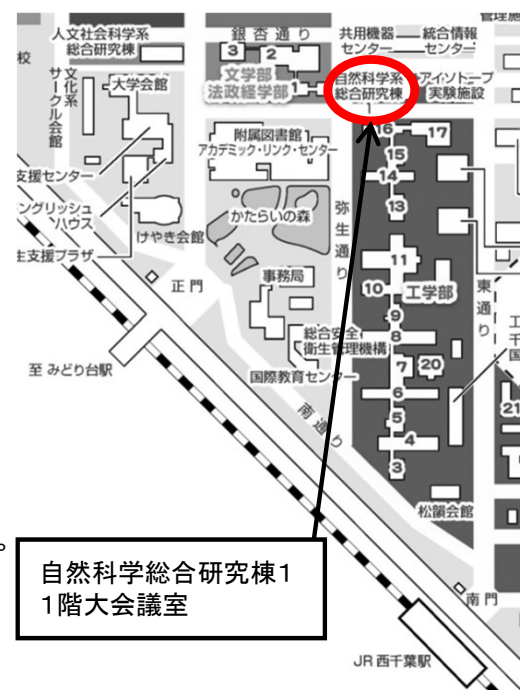 管理施
人文社会科学系
総合研究棟
銀杏通り
共用機器
センター
統合情報
センター
校
文化系
サークル会館
大学会館
3
2
文学部
法政経学部
1
自然科学系
総合研究棟
1
アイソトープ
実験施設
附属図書館
アカデミック・リンク・センター
16
17
15
14
13
支援センター
ングリッシュ
ハウス
生支援プラザ
けやき会館
かたらいの森
弥生通り
正門
事務局
11
10
工学部
東通り
9
総合安全
衛生管理機構
8
工
千
国
至 みどり台駅
国際教育センター
7
20
6
南通り
5
21
4
3
松韻会館
。
自然科学総合研究棟1
1階大会議室
南門
JR 西千葉駅